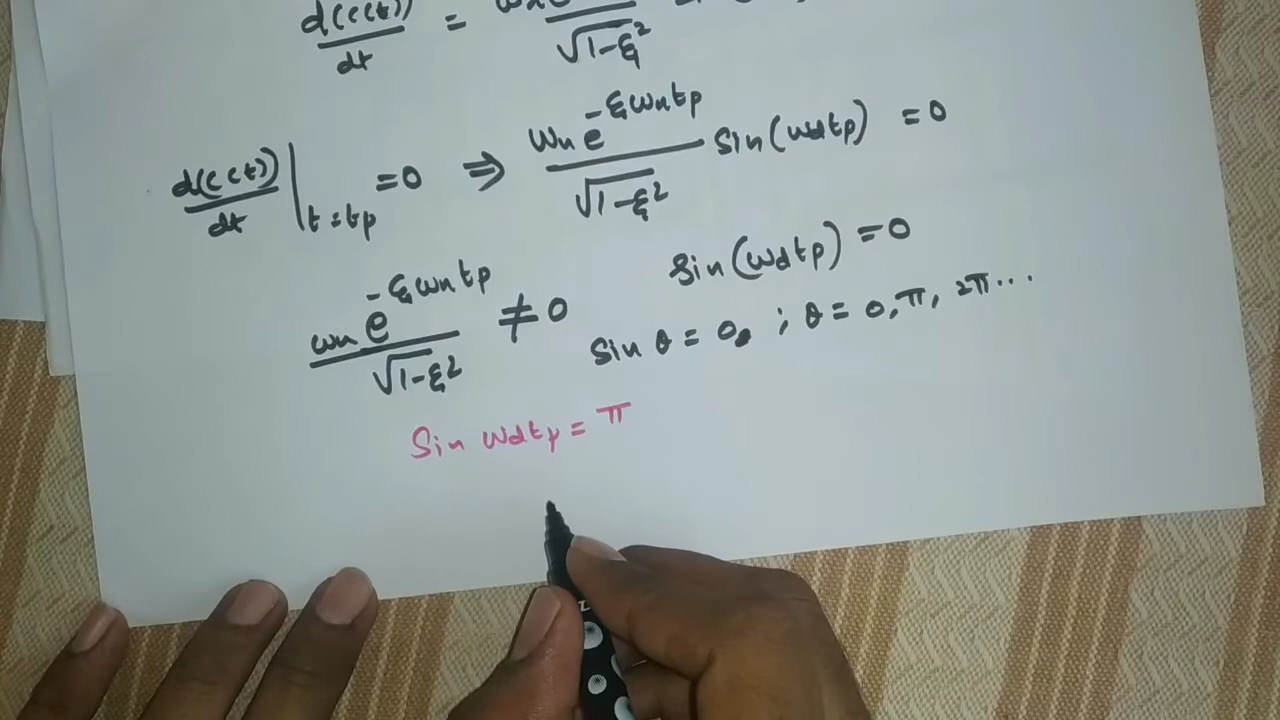 d(c(t))/dt = ωn e / √1-ξ²
d(c(t))/dt |t=tp =0 ⇒ ωn e^-ξωntp / √1-ξ² Sin(ωdtp) =0
ωn e^-ξωntp / √1-ξ² ≠ 0
Sin(ωdtp) =0
Sin θ = 0, ; θ = 0, π, 2π...
Sin ωdtp = π